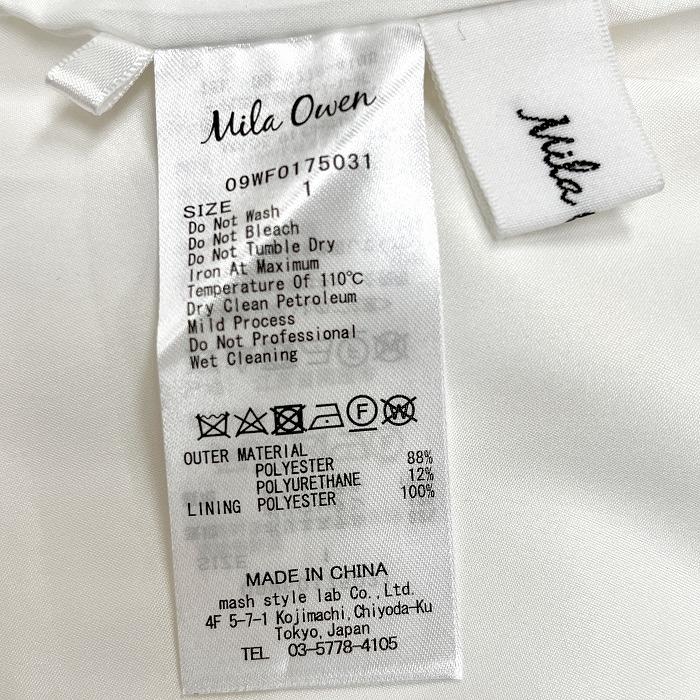 Mila Owen
09WF0175031
SIZE 1
Do Not Wash
Do Not Bleach
Do Not Tumble Dry
Iron At Maximum
Temperature Of 110℃
Dry Clean Petroleum
Mild Process
Do Not Professional
Wet Cleaning
F W
OUTER MATERIAL
POLYESTER 88%
POLYURETHANE 12%
LINING POLYESTER 100%
MADE IN CHINA
mash style lab Co., Ltd.
4F 5-7-1 Kojimachi, Chiyoda-Ku
Tokyo, Japan
TEL 03-5778-4105
Mila